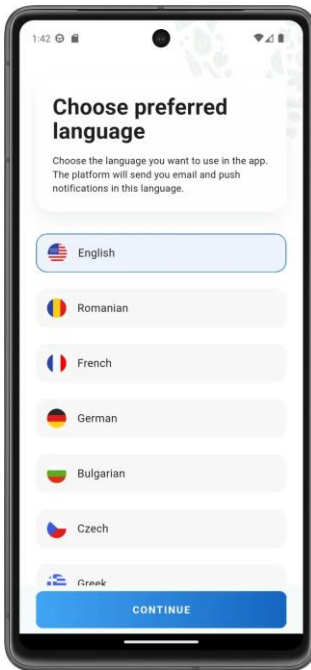 1:42
Choose preferred
language
Choose the language you want to use in the app.
The platform will send you email and push
notifications in this language.
English
Romanian
French
German
Bulgarian
Czech
Greek
CONTINUE